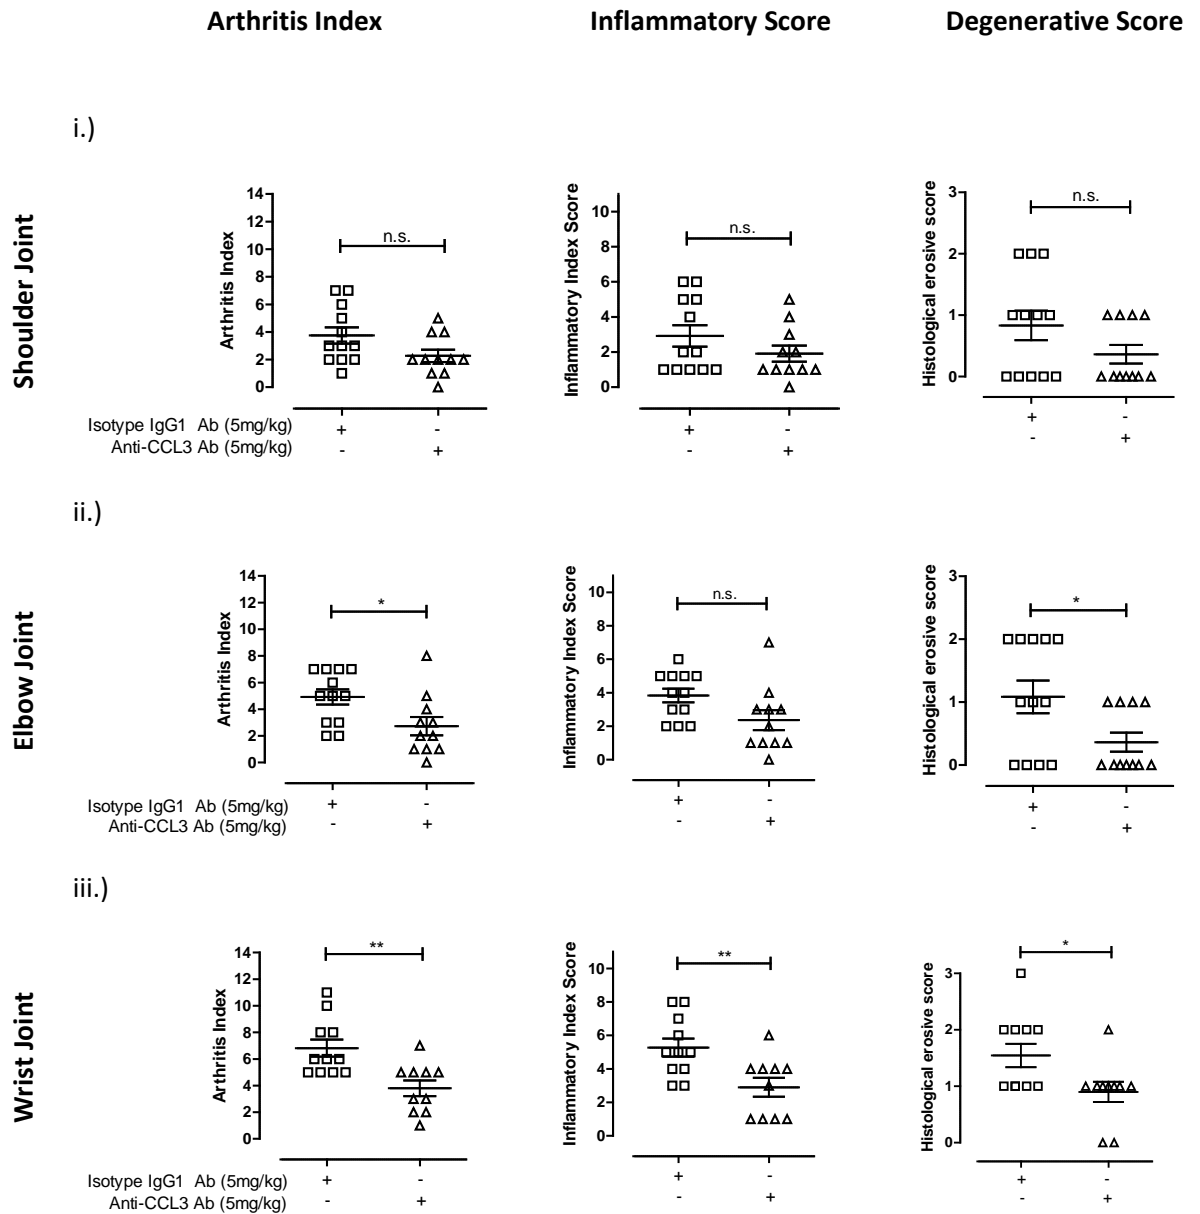 Arthritis Index Inflammatory Score Degenerative Score
i.)
Shoulder Joint
Arthritis Index
14
12
10
8
6
4
2
0
n.s.
Inflammatory Index Score
10
8
6
4
2
0
n.s.
Histological erosive score
3
2
1
0
n.s.
Isotype IgG1 Ab (5mg/kg) + - + - + -
Anti-CCL3 Ab (5mg/kg) - + - + - +
ii.)
Elbow Joint
Arthritis Index
14
12
10
8
6
4
2
0
*
Inflammatory Index Score
10
8
6
4
2
0
n.s.
Histological erosive score
3
2
1
0
*
Isotype IgG1 Ab (5mg/kg) + - + - + -
Anti-CCL3 Ab (5mg/kg) - + - + - +
iii.)
Wrist Joint
Arthritis Index
14
12
10
8
6
4
2
0
**
Inflammatory Index Score
10
8
6
4
2
0
**
Histological erosive score
3
2
1
0
*
Isotype IgG1 Ab (5mg/kg) + - + - + -
Anti-CCL3 Ab (5mg/kg) - + - + - +